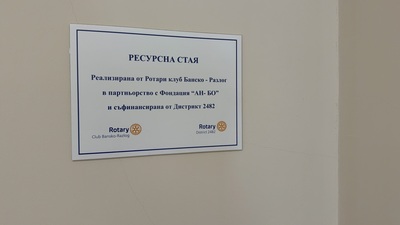 РЕСУРСНА СТАЯ
Реализирана от Ротари клуб Банско - Разлог
в партньорство с Фондация "АН- БО"
и съфинансирана от Дистрикт 2482
Rotary
Club Bansko-Razlog
Rotary
District 2482